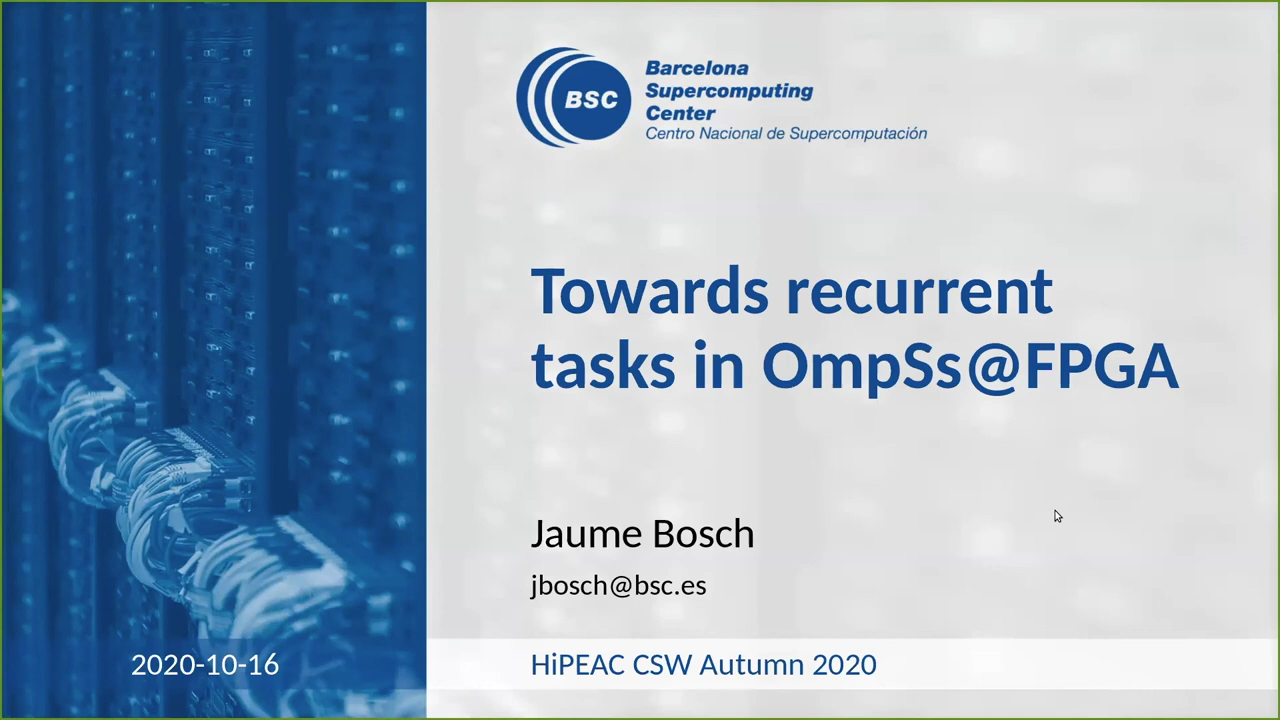 BSC
Barcelona
Supercomputing
Center
Centro Nacional de Supercomputación
Towards recurrent
tasks in OmpSs@FPGA
Jaume Bosch
jbosch@bsc.es
2020-10-16
HiPEAC CSW Autumn 2020